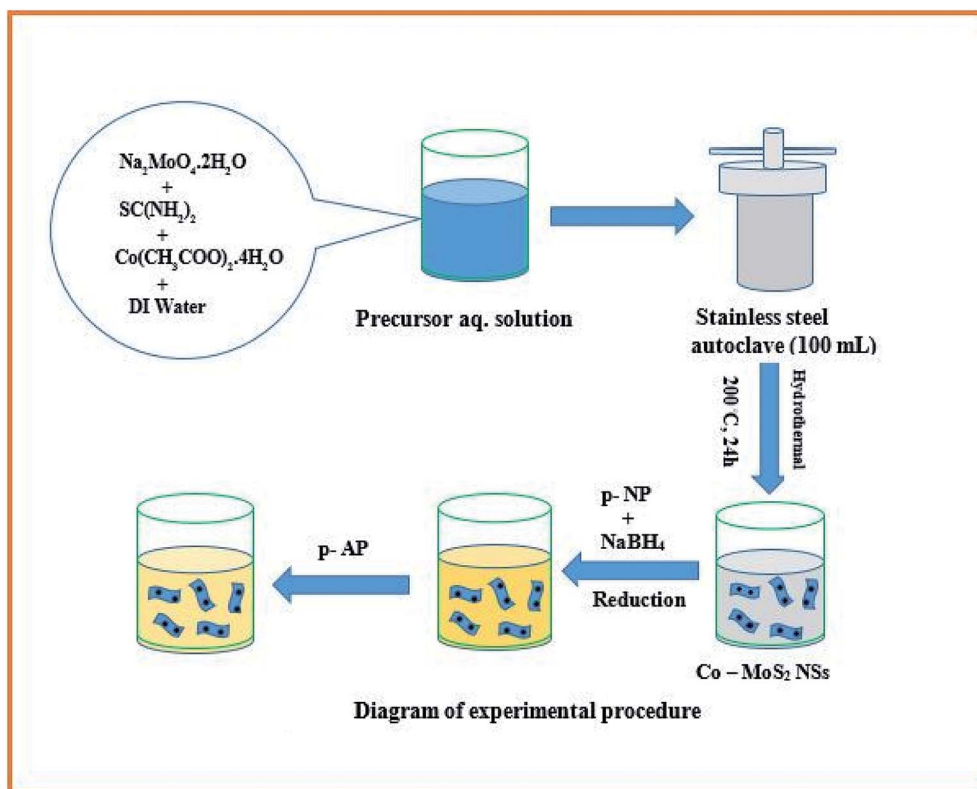 Na₂MoO₄.2H₂O
+
SC(NH₂)₂
+
Co(CH₃COO)₂.4H₂O
+
DI Water
Precursor aq. solution
Stainless steel
autoclave (100 mL)
Hydrothermal
200°C, 24h
p- NP
+
NaBH₄
Reduction
p- AP
Co – MoS₂ NSs
Diagram of experimental procedure